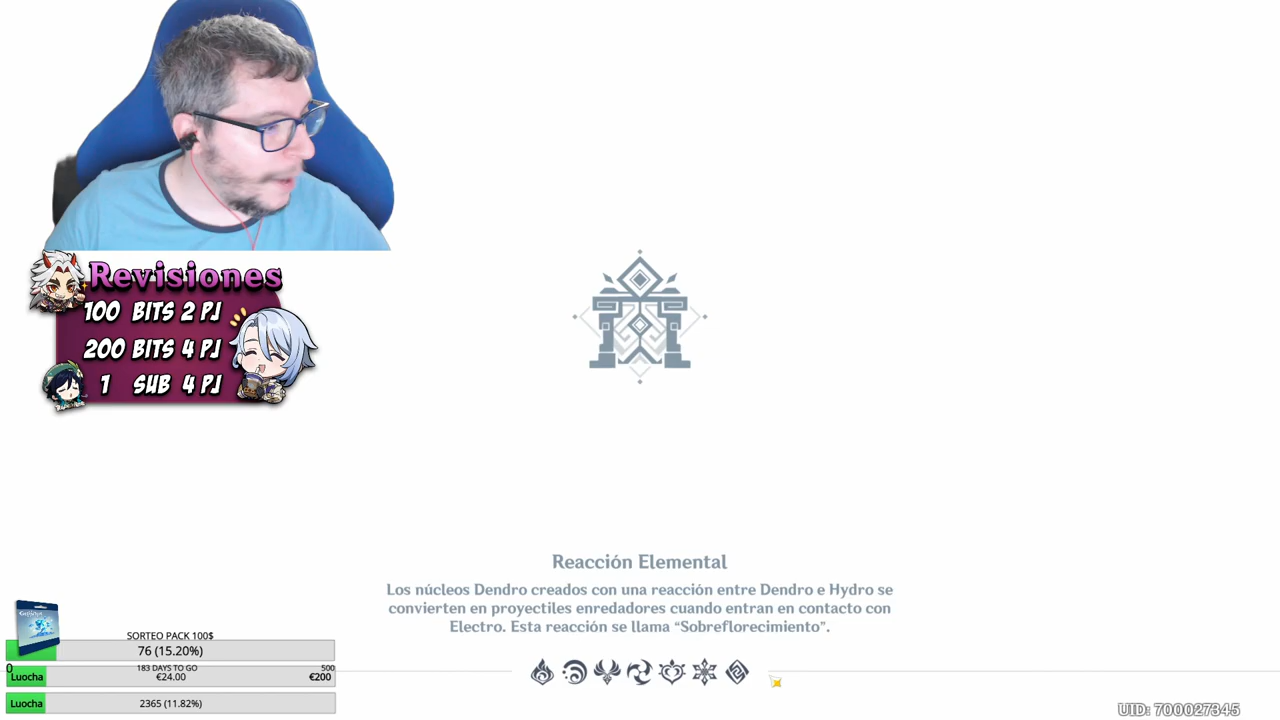 Revisiones
100 BITS 2 PJ
200 BITS 4 PJ
1 SUB 4 PJ
Reacción Elemental
Los núcleos Dendro creados con una reacción entre Dendro e Hydro se
convierten en proyectiles enredadores cuando entran en contacto con
Electro. Esta reacción se llama “Sobreflorecimiento”.
SORTEO PACK 100$
76 (15.20%)
0
183 DAYS TO GO
500
Luocha
€24.00
€200
Luocha
2365 (11.82%)
UID: 700027345